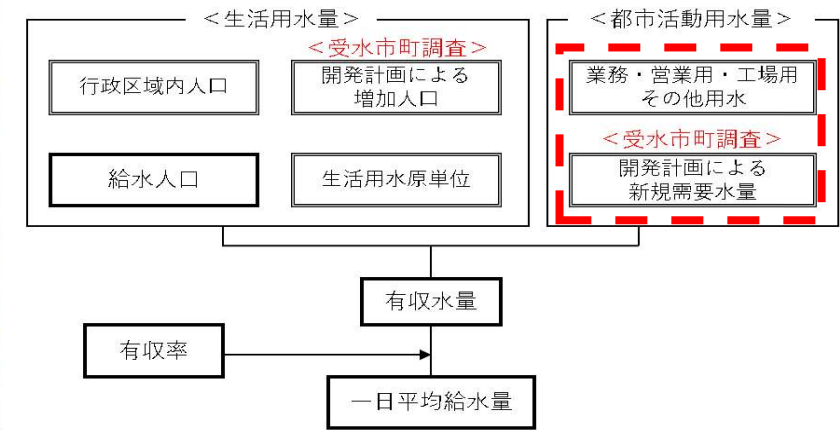 ＜生活用水量＞
＜受水市町調査＞
行政区域内人口
開発計画による
増加人口
給水人口
生活用水原単位
＜都市活動用水量＞
業務・営業用・工場用
その他用水
＜受水市町調査＞
開発計画による
新規需要水量
有収水量
有収率
一日平均給水量